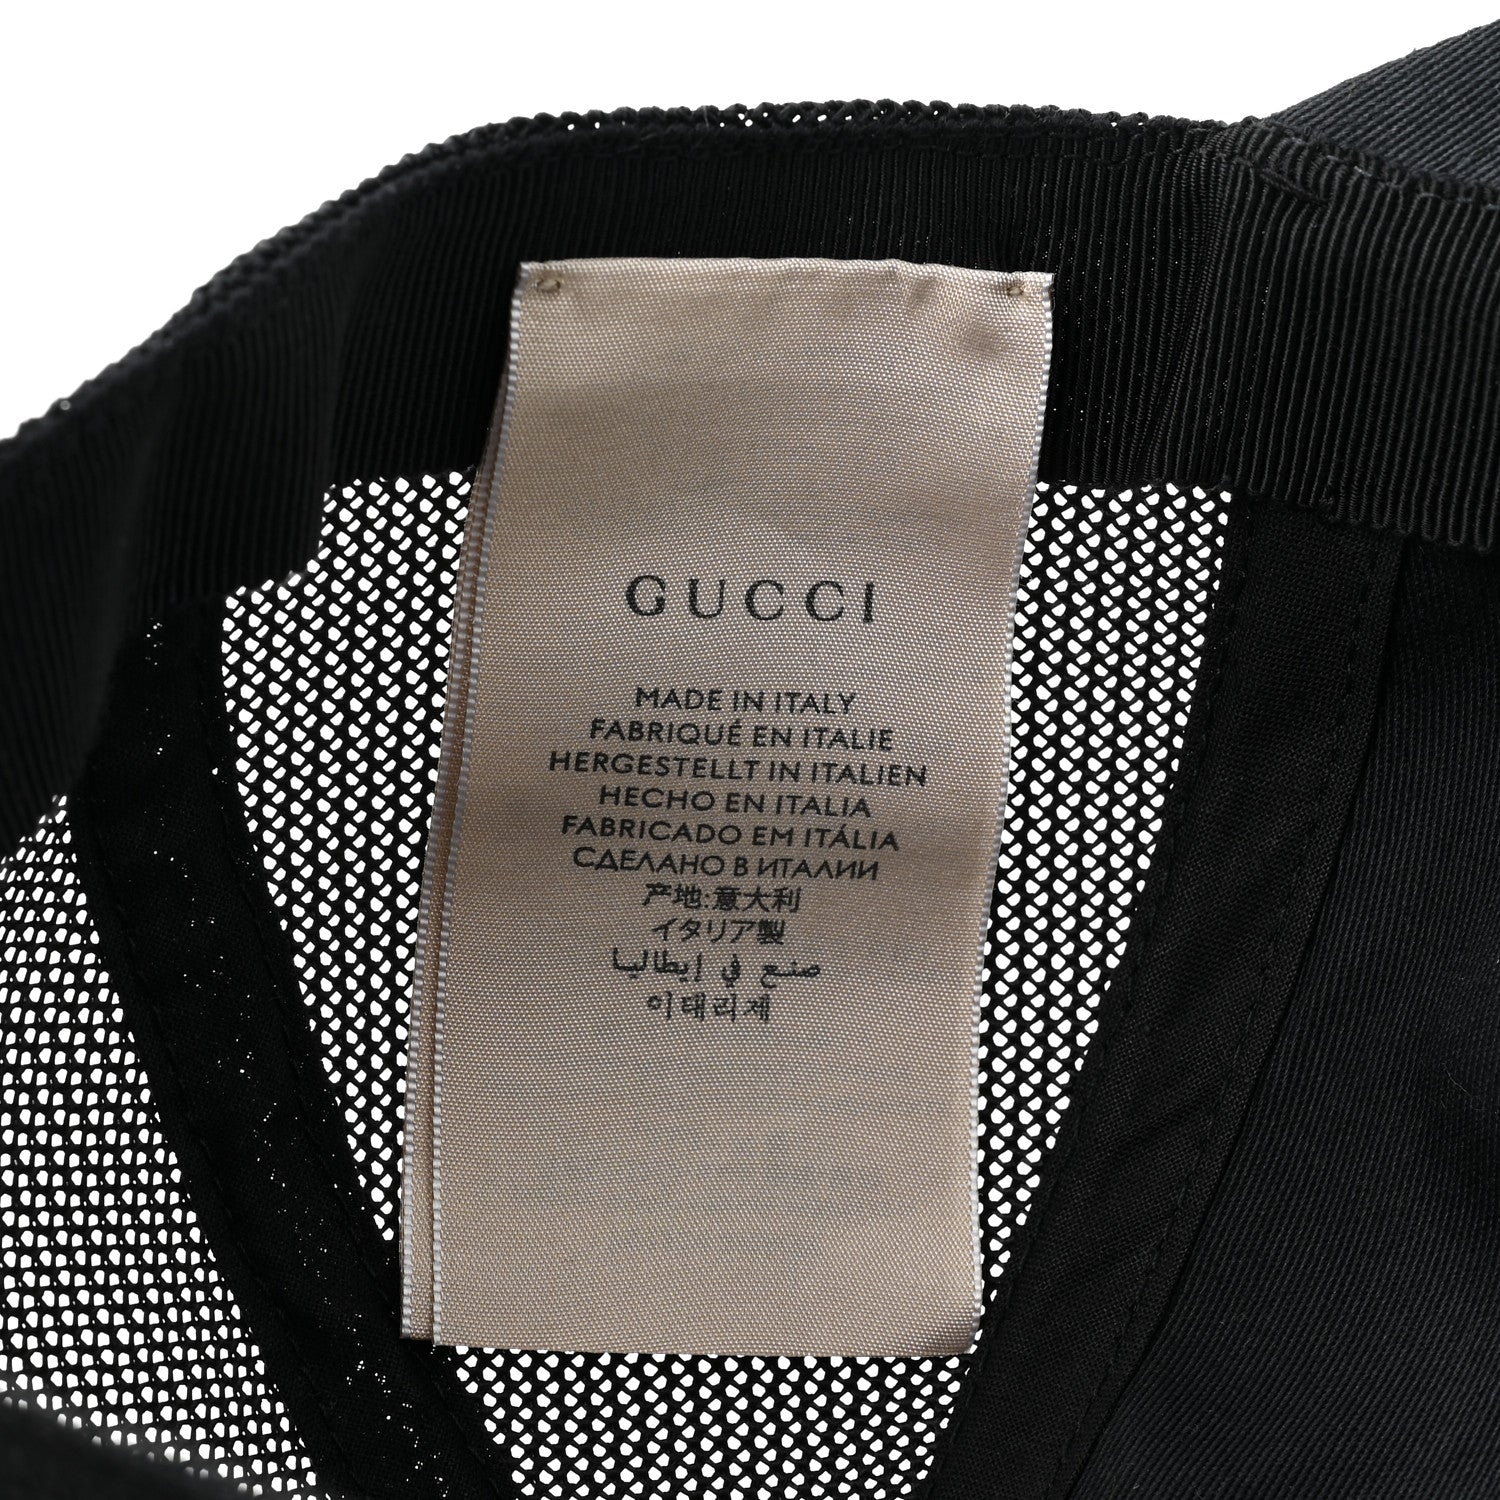 GUCCI
MADE IN ITALY
FABRIQUÉ EN ITALIE
HERGESTELLT IN ITALIEN
HECHO EN ITALIA
FABRICADO EM ITÁLIA
СДЕЛАНО В ИТАЛИИ
产地:意大利
イタリア製
صنع في إيطاليا
이태리제